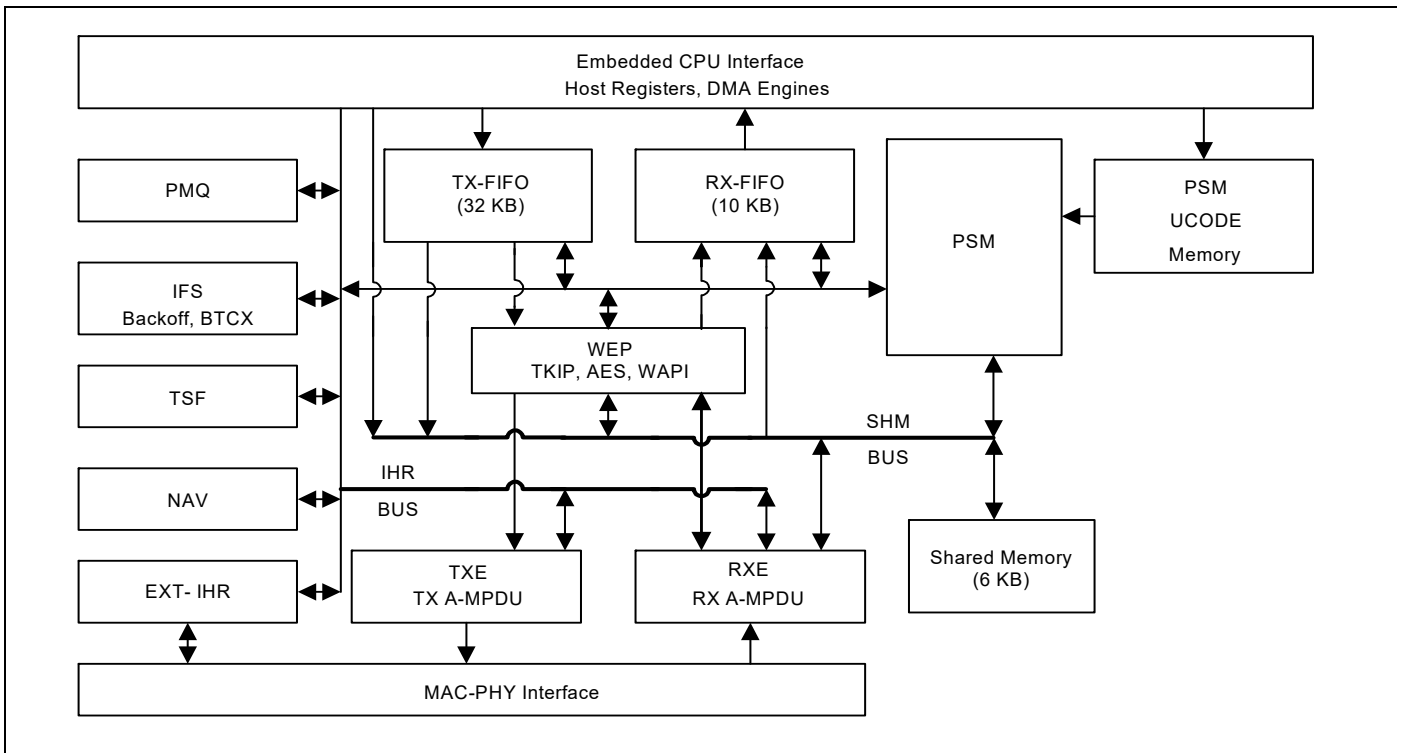 Embedded CPU Interface
Host Registers, DMA Engines
PMQ
TX-FIFO
(32 KB)
RX-FIFO
(10 KB)
PSM
PSM
UCODE
Memory
IFS
Backoff, BTCX
WEP
TKIP, AES, WAPI
TSF
SHM
BUS
IHR
BUS
NAV
Shared Memory
(6 KB)
EXT- IHR
TXE
TX A-MPDU
RXE
RX A-MPDU
MAC-PHY Interface